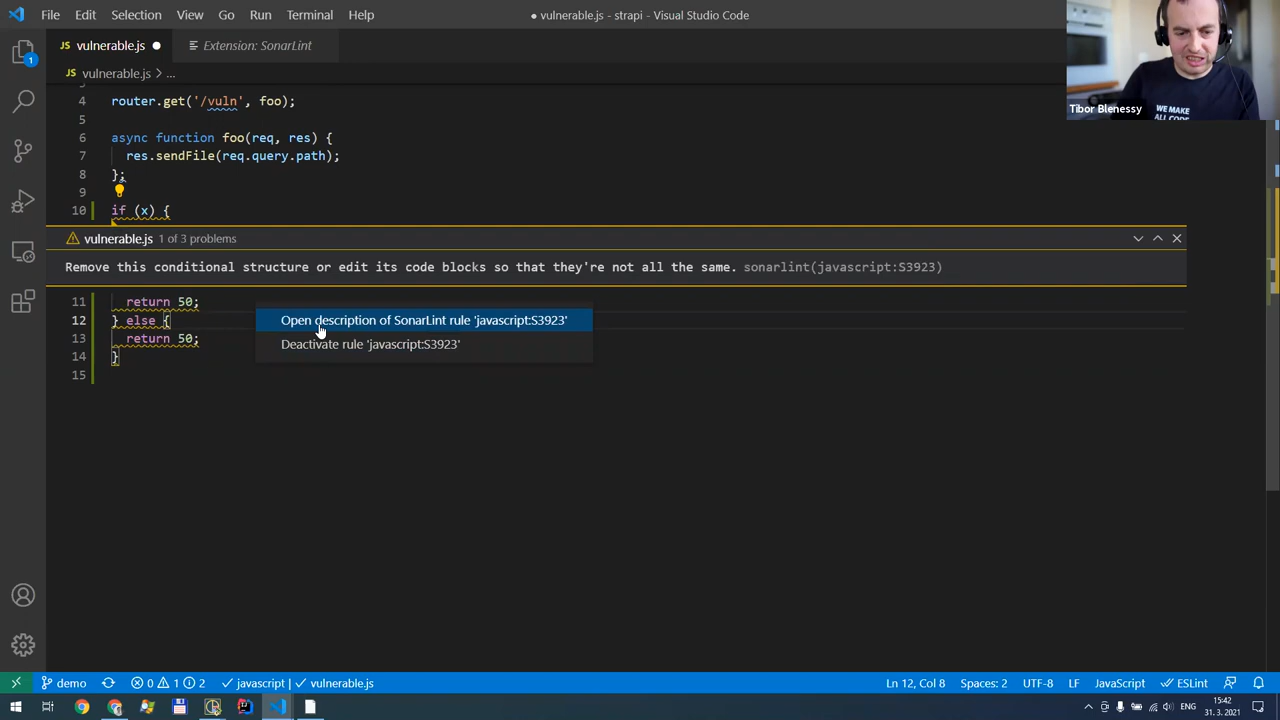 File Edit Selection View Go Run Terminal Help
● vulnerable.js - strapi - Visual Studio Code
JS vulnerable.js ●
Extension: SonarLint
JS vulnerable.js > ...
4 router.get('/vuln', foo);
5
6 async function foo(req, res) {
7 res.sendFile(req.query.path);
8 };
9
10 if (x) {
vulnerable.js 1 of 3 problems
Remove this conditional structure or edit its code blocks so that they're not all the same. sonarlint(javascript:S3923)
11 return 50;
12 } else {
13 return 50;
14 }
15
Open description of SonarLint rule 'javascript:S3923'
Deactivate rule 'javascript:S3923'
Tibor Blenessy
WE MAKE
ALL CODE
1
demo 0 1 2 javascript | vulnerable.js
Ln 12, Col 8 Spaces: 2 UTF-8 LF JavaScript ESLint
ENG
15:42
31. 3. 2021